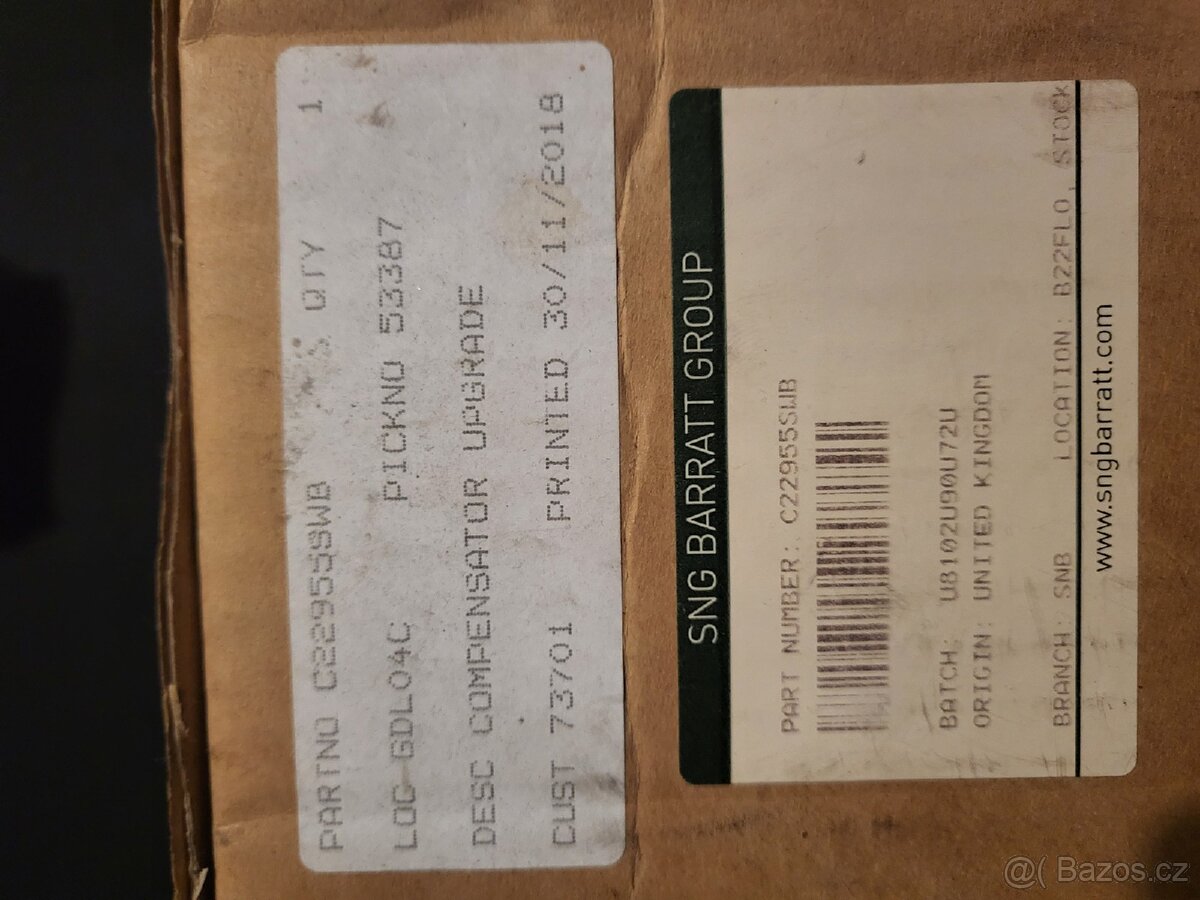 PARTNO C22955SWB QTY 1
LOC GDL04C PICKNO 53387
DESC COMPENSATOR UPGRADE
CUST 73701 PRINTED 30/11/2018
SNG BARRATT GROUP
PART NUMBER: C22955SWB
BATCH: U8102U90U72U
ORIGIN: UNITED KINGDOM
BRANCH: SNB LOCATION: B22FLO, STOCK
www.sngbarratt.com
@( Bazos.cz